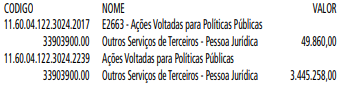 CODIGO NOME VALOR
11.60.04.122.3024.2017 E2663 - Ações Voltadas para Políticas Públicas
33903900.00 Outros Serviços de Terceiros - Pessoa Jurídica 49.860,00
11.60.04.122.3024.2239 Ações Voltadas para Políticas Públicas
33903900.00 Outros Serviços de Terceiros - Pessoa Jurídica 3.445.258,00